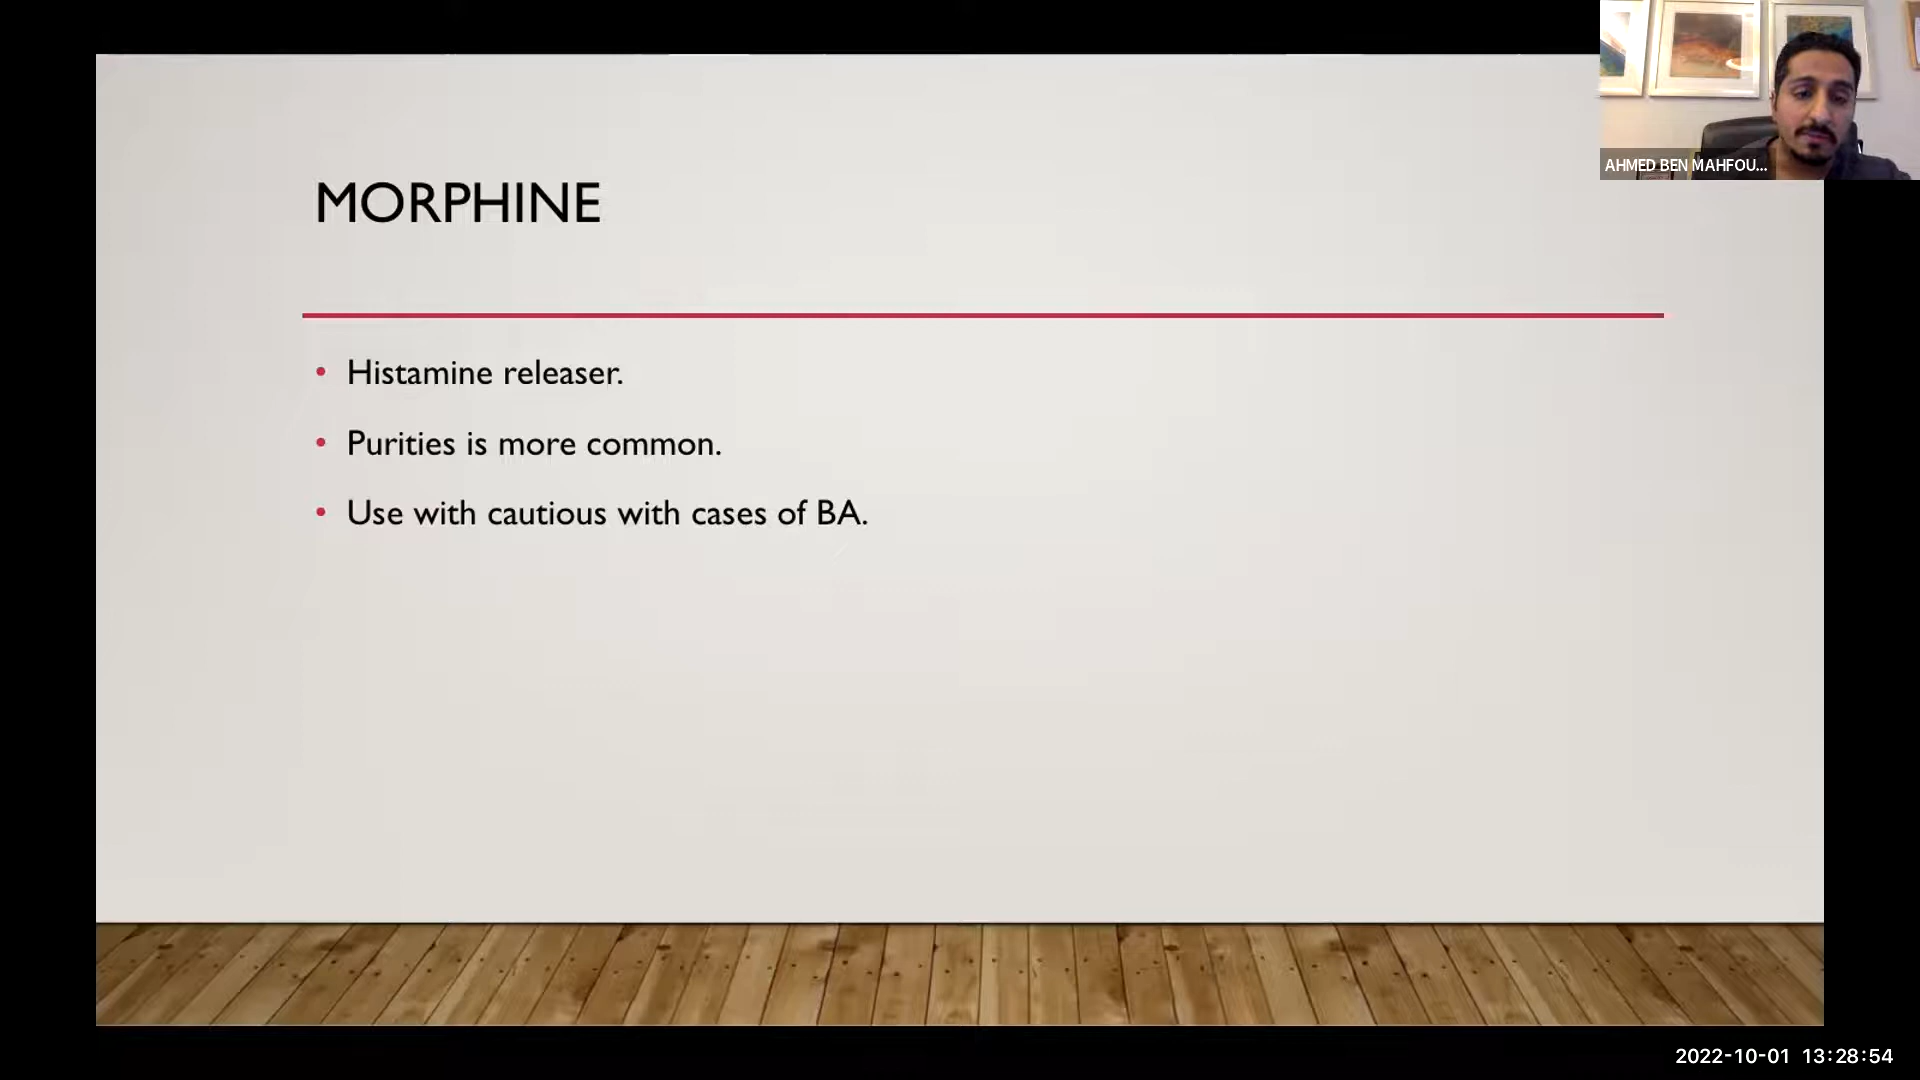 AHMED BEN MAHFOU...
MORPHINE
• Histamine releaser.
• Purities is more common.
• Use with cautious with cases of BA.
2022-10-01 13:28:54